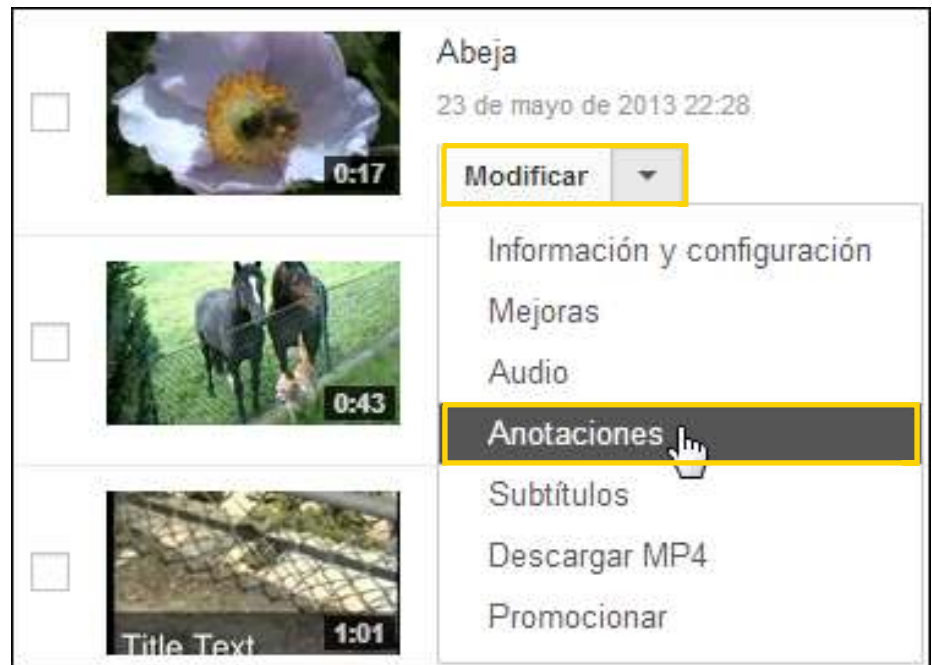 Abeja
23 de mayo de 2013 22:28
0:17
Modificar
Información y configuración
Mejoras
Audio
0:43
Anotaciones
Subtítulos
Descargar MP4
Promocionar
Title Text
1:01